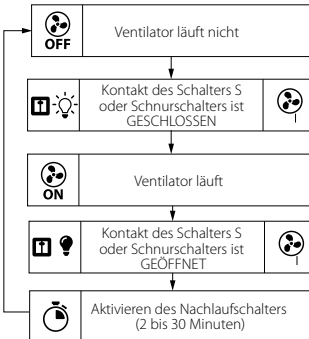 OFF
Ventilator läuft nicht
Kontakt des Schalters S
oder Schnurschalters ist
GESCHLOSSEN
ON
Ventilator läuft
Kontakt des Schalters S
oder Schnurschalters ist
GEÖFFNET
Aktivieren des Nachlaufschalters
(2 bis 30 Minuten)